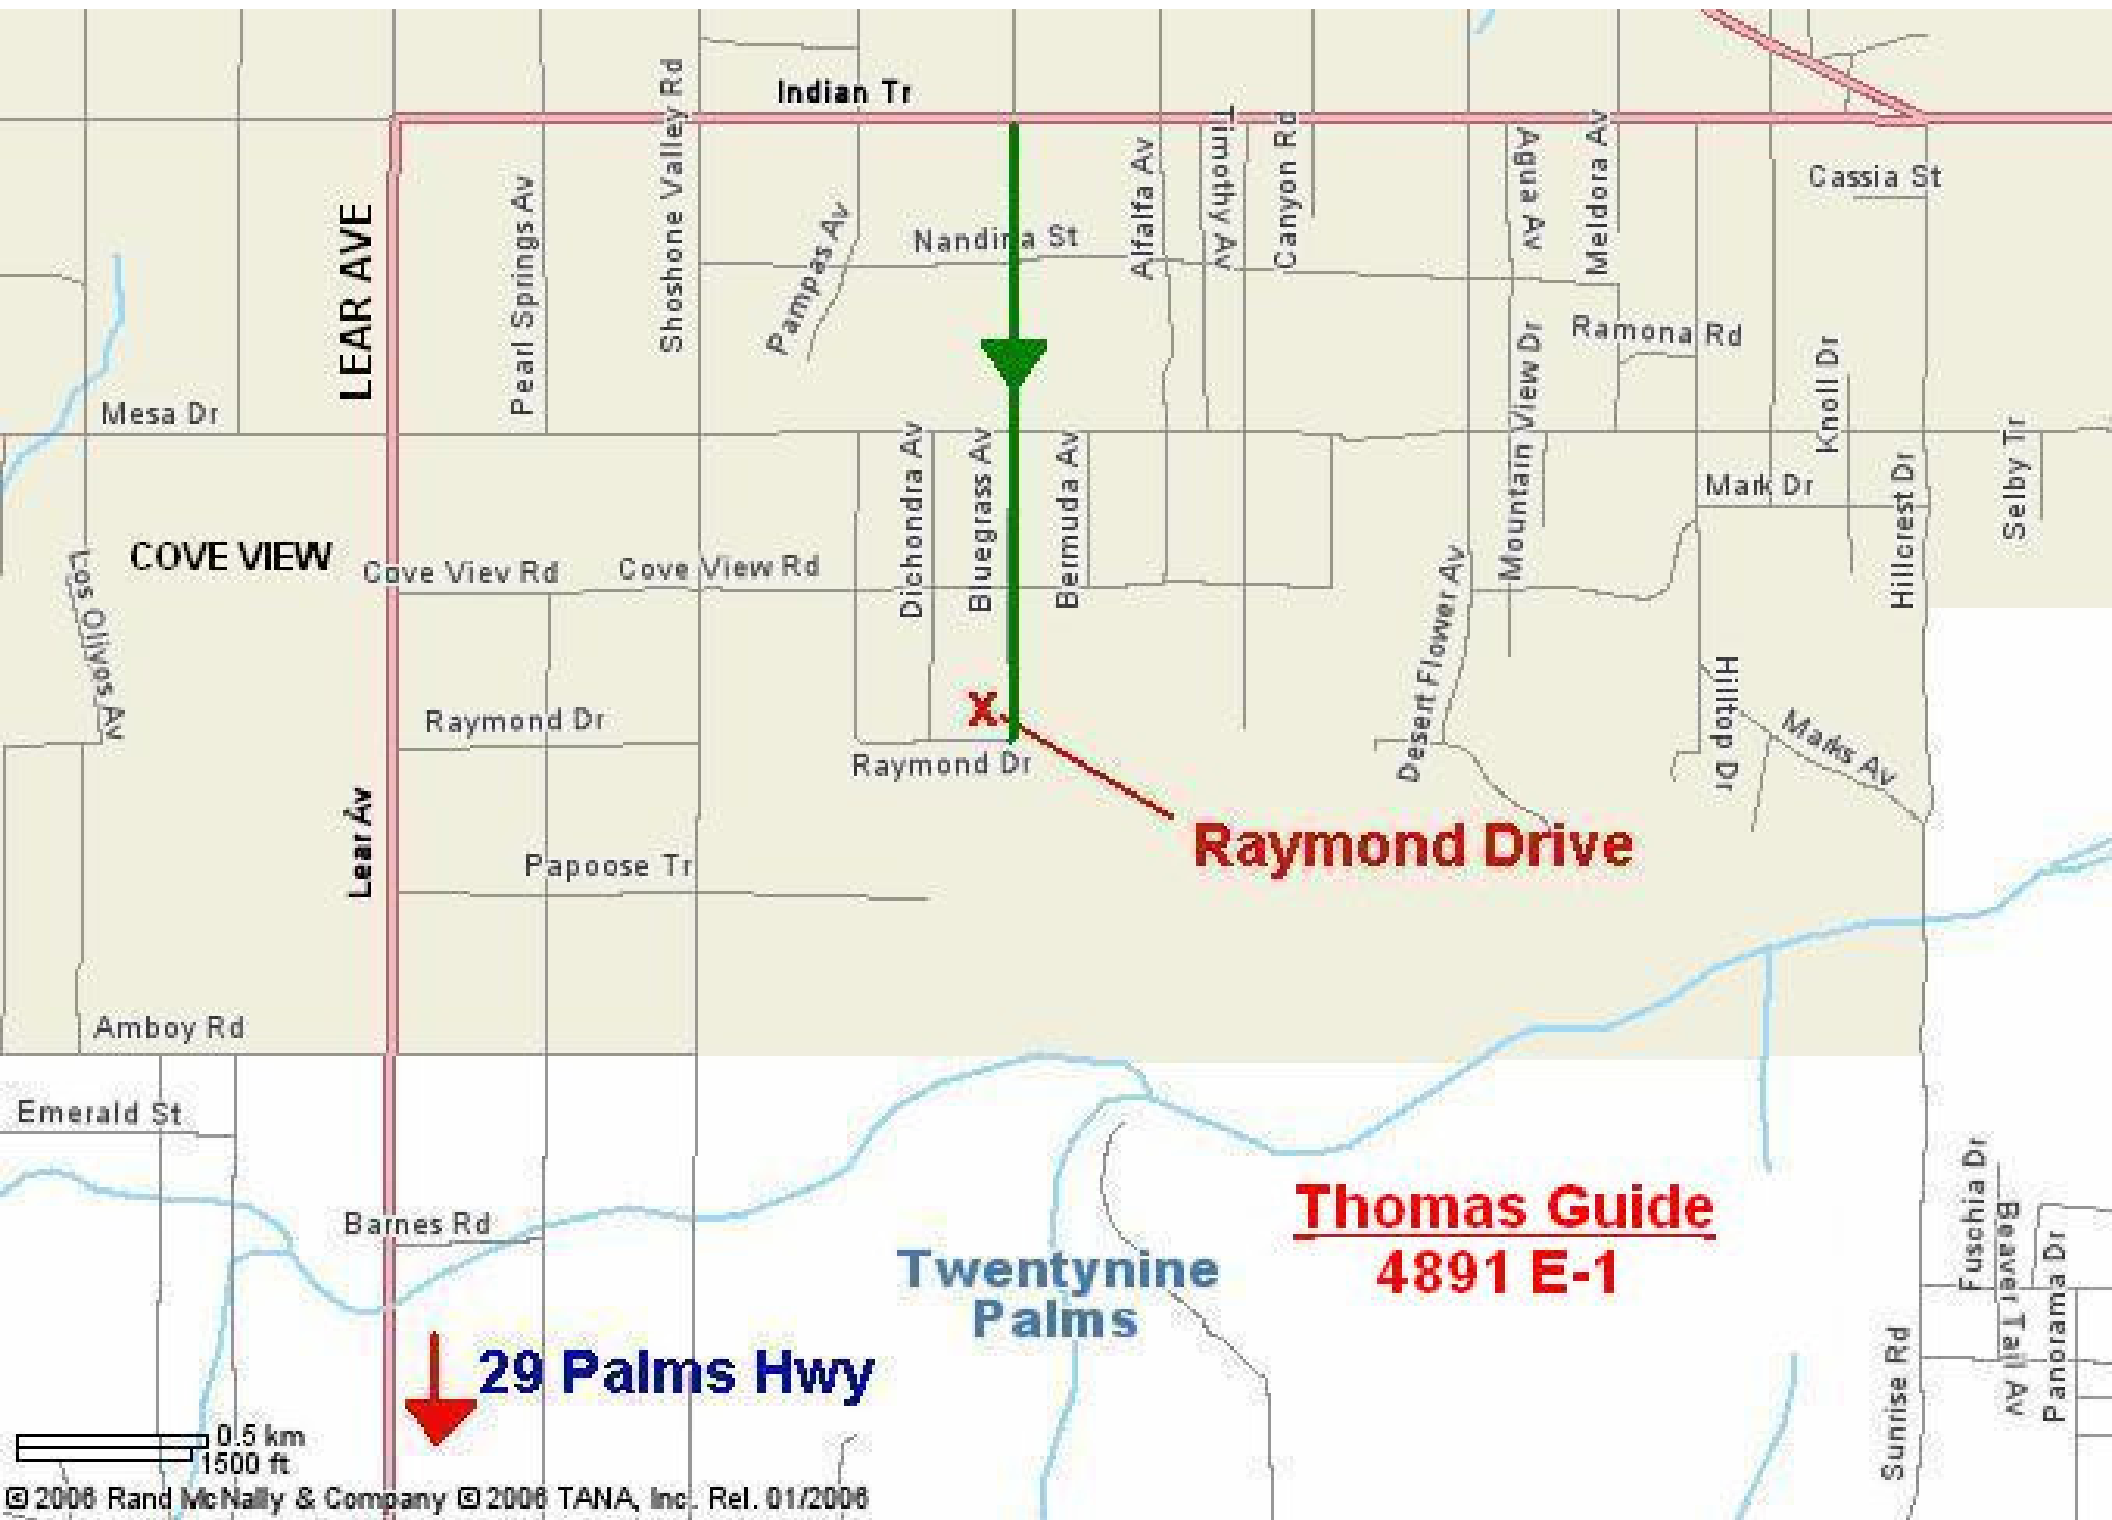 Indian Tr
Shoshone Valley Rd
Timothy Av
Canyon Rd
Agena Av
Meldora Av
Alfalfa Av
Cassia St
LEAR AVE
Pearl Springs Av
Pampas Av
Nandina St
Ramona Rd
Mountain View Dr
Knoll Dr
Mesa Dr
Dichondra Av
Bluegrass Av
Bermuda Av
Mark Dr
Hillcrest Dr
Selby Tr
COVE VIEW
Cove View Rd
Cove View Rd
Los Olivos Av
Desert Flower Av
Hilltop Dr
Marks Av
X
Raymond Dr
Raymond Dr
Raymond Drive
Lear Av
Papoose Tr
Amboy Rd
Emerald St
Barnes Rd
Thomas Guide
4891 E-1
Twentynine
Palms
Fusohia Dr
Beaver Tail Av
Panorama Dr
Sunrise Rd
29 Palms Hwy
0.5 km
1500 ft
© 2006 Rand McNally & Company © 2006 TANA, Inc. Rel. 01/2006